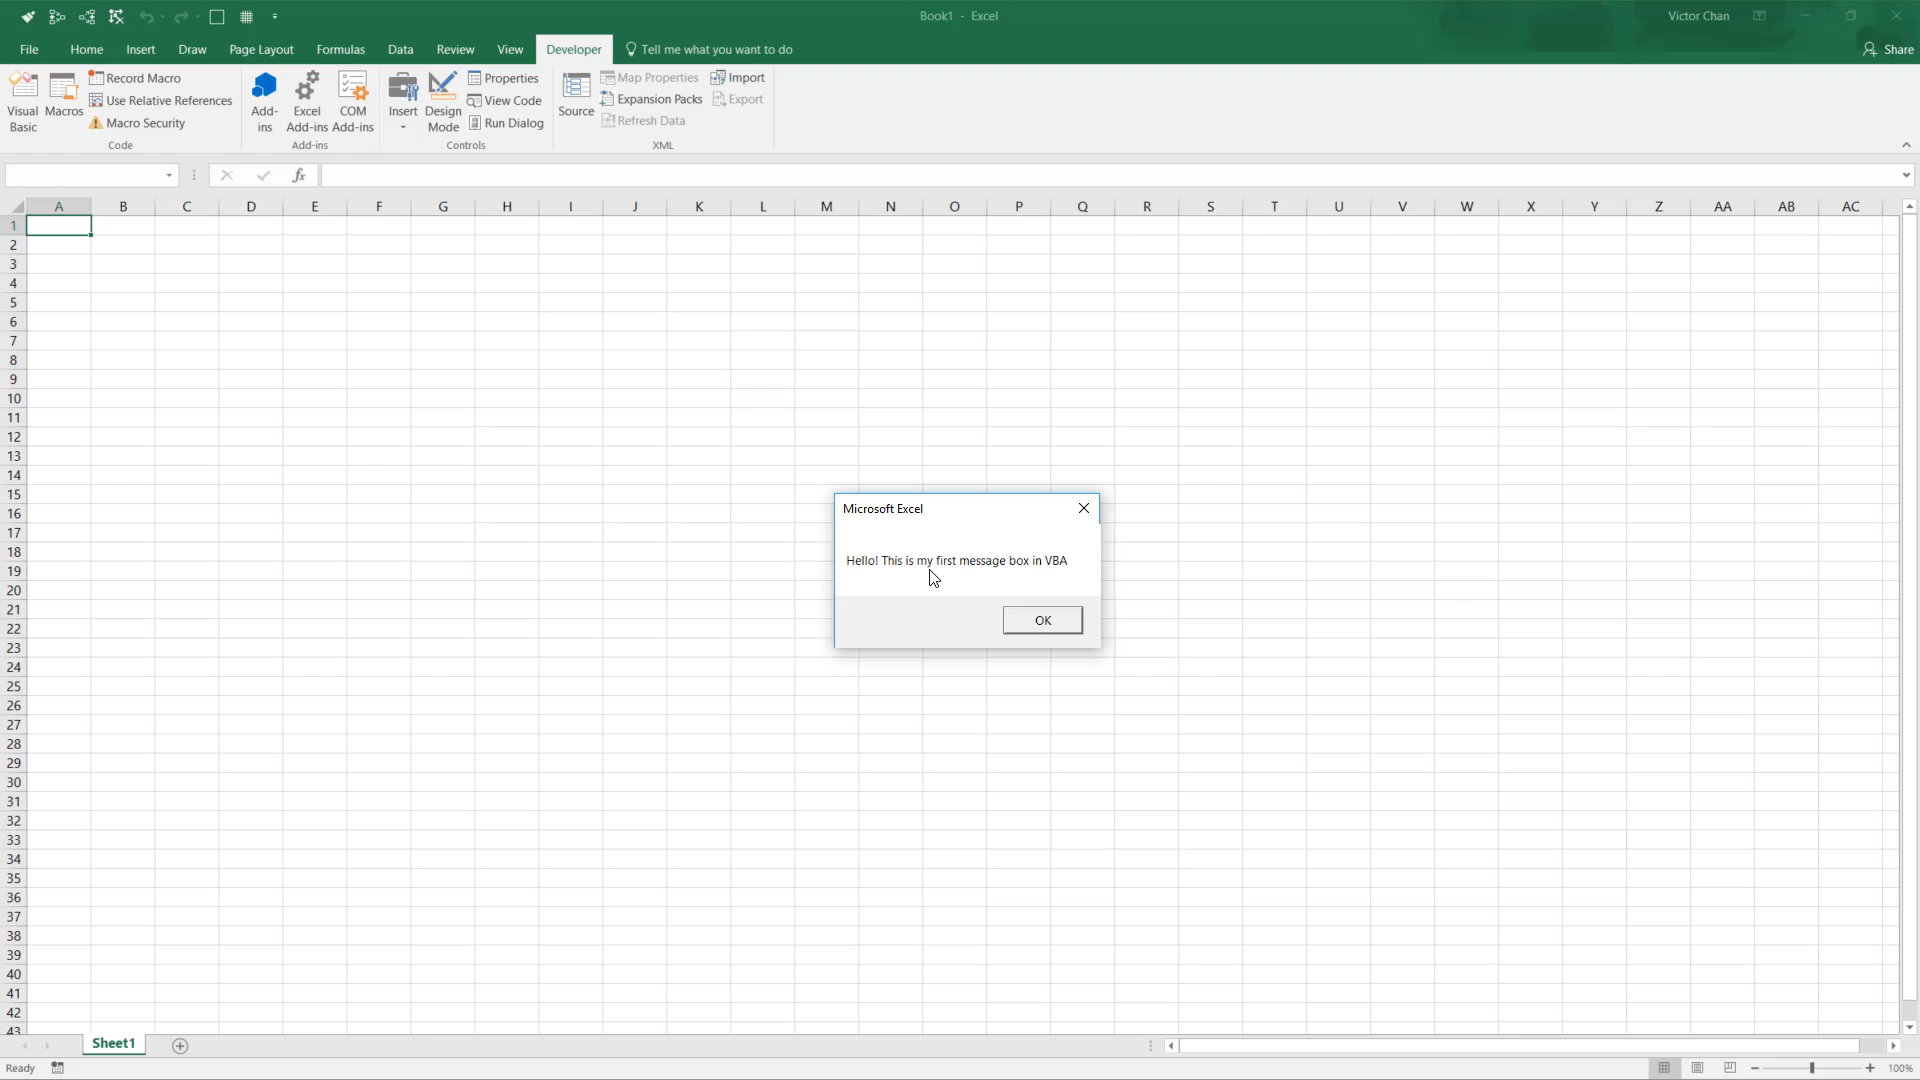 Book1 - Excel
Victor Chan
File Home Insert Draw Page Layout Formulas Data Review View Developer Tell me what you want to do Share
Visual Basic
Macros
Record Macro
Use Relative References
Macro Security
Code
Add-ins
Excel Add-ins
COM Add-ins
Add-ins
Insert
Design Mode
Properties
View Code
Run Dialog
Controls
Source
Map Properties
Expansion Packs
Refresh Data
Import
Export
XML
fx
A B C D E F G H I J K L M N O P Q R S T U V W X Y Z AA AB AC
1
2
3
4
5
6
7
8
9
10
11
12
13
14
15
16
17
18
19
20
21
22
23
24
25
26
27
28
29
30
31
32
33
34
35
36
37
38
39
40
41
42
43
Microsoft Excel
Hello! This is my first message box in VBA
OK
Sheet1
Ready
100%